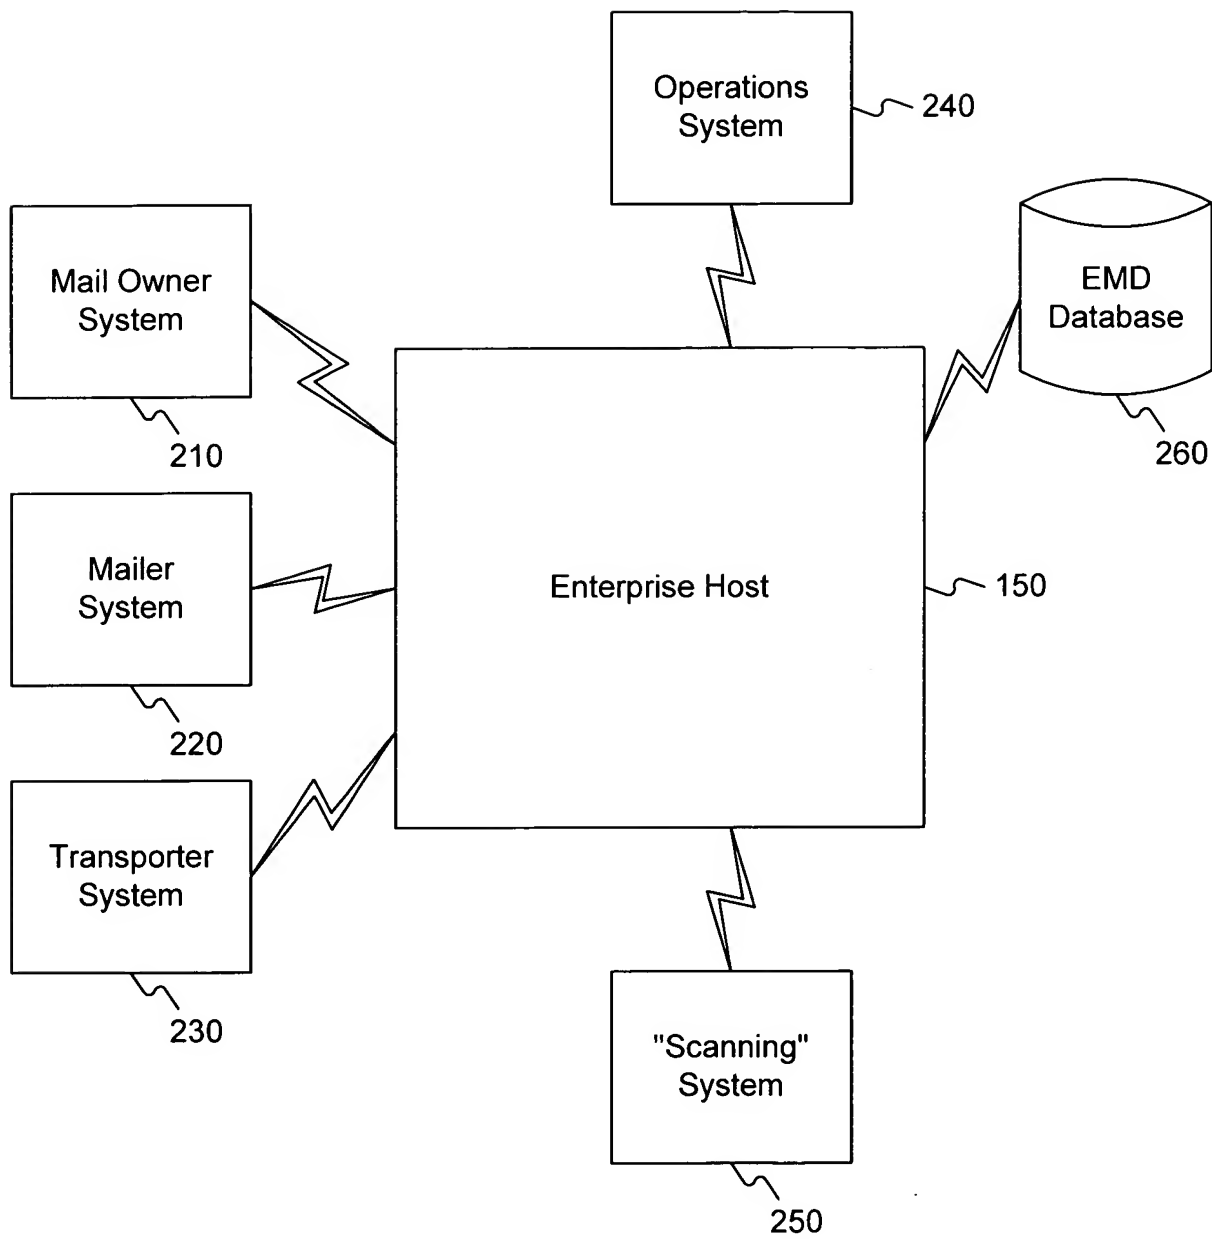 Operations
System
240
EMD
Database
260
Mail Owner
System
210
Mailer
System
220
Enterprise Host
150
Transporter
System
230
"Scanning"
System
250